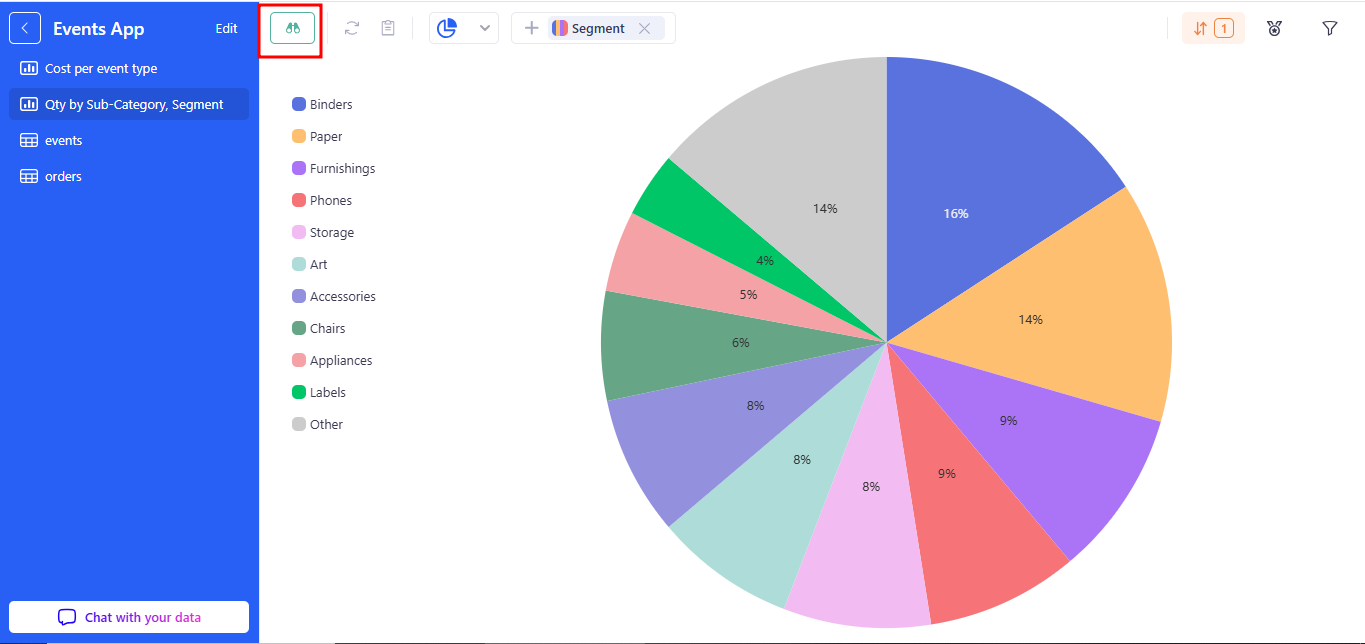 Events App
Edit
Cost per event type
Qty by Sub-Category, Segment
events
orders
Chat with your data
Segment
1
Binders
Paper
Furnishings
Phones
Storage
Art
Accessories
Chairs
Appliances
Labels
Other
16%
14%
9%
9%
8%
8%
8%
6%
5%
4%
14%